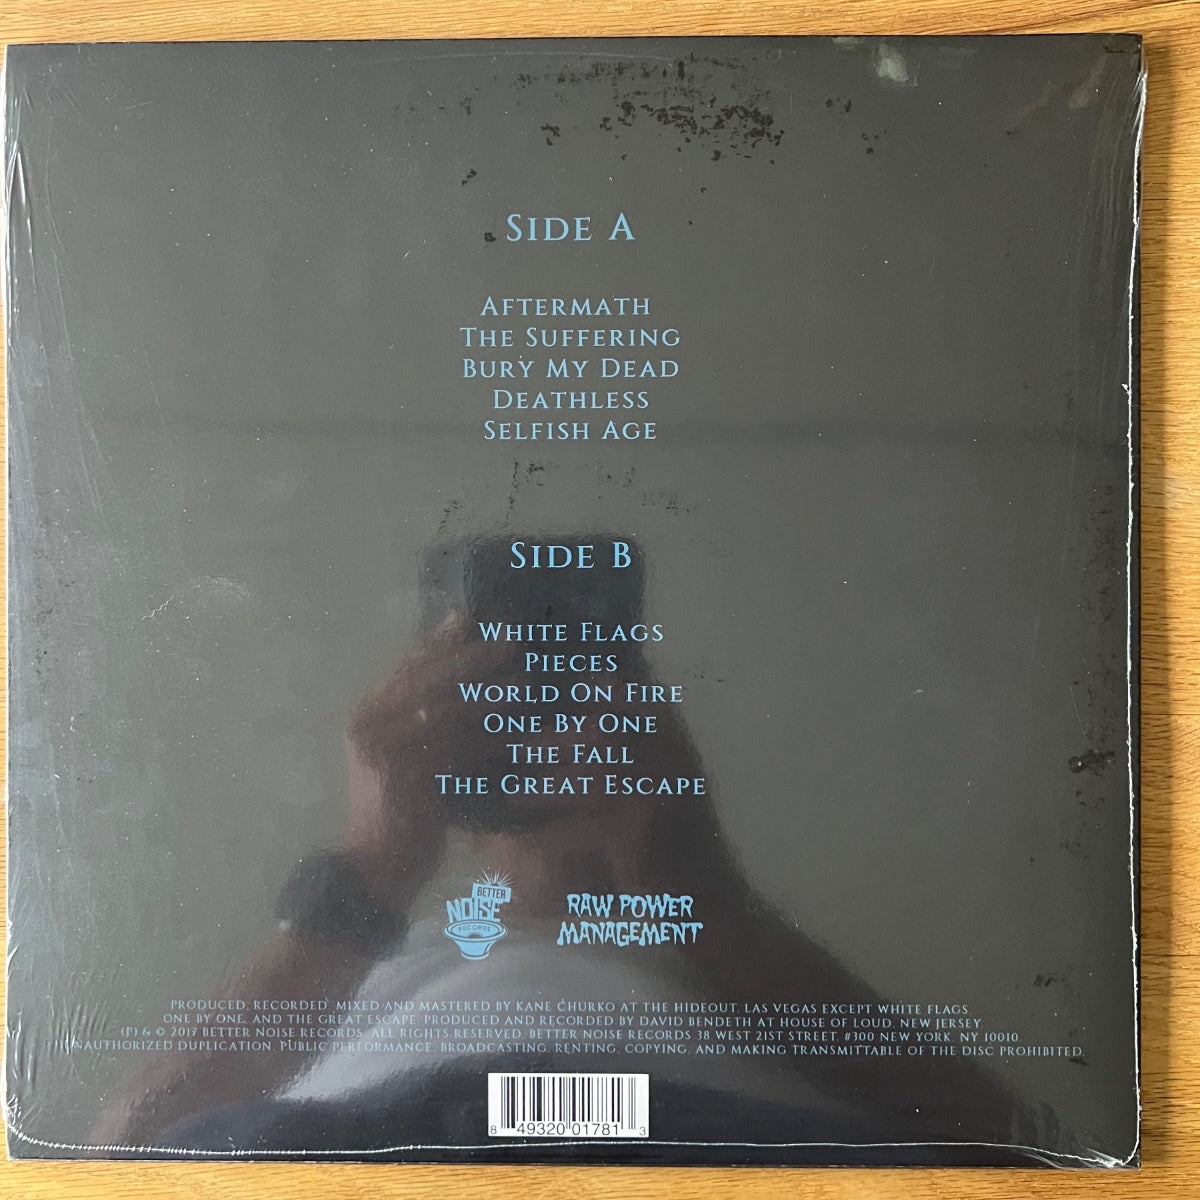 SIDE A
AFTERMATH
THE SUFFERING
BURY MY DEAD
DEATHLESS
SELFISH AGE
SIDE B
WHITE FLAGS
PIECES
WORLD ON FIRE
ONE BY ONE
THE FALL
THE GREAT ESCAPE
BETTER
NOISE
RECORDS
RAW POWER
MANAGEMENT
PRODUCED, RECORDED, MIXED AND MASTERED BY KANE CHURKO AT THE HIDEOUT, LAS VEGAS EXCEPT WHITE FLAGS,
ONE BY ONE, AND THE GREAT ESCAPE: PRODUCED AND RECORDED BY DAVID BENDETH AT HOUSE OF LOUD, NEW JERSEY
(P) & © 2017 BETTER NOISE RECORDS. ALL RIGHTS RESERVED. BETTER NOISE RECORDS 38 WEST 21ST STREET, #300 NEW YORK, NY 10010.
UNAUTHORIZED DUPLICATION, PUBLIC PERFORMANCE, BROADCASTING, RENTING, COPYING, AND MAKING TRANSMITTABLE OF THE DISC PROHIBITED.
8 49320 01781 3